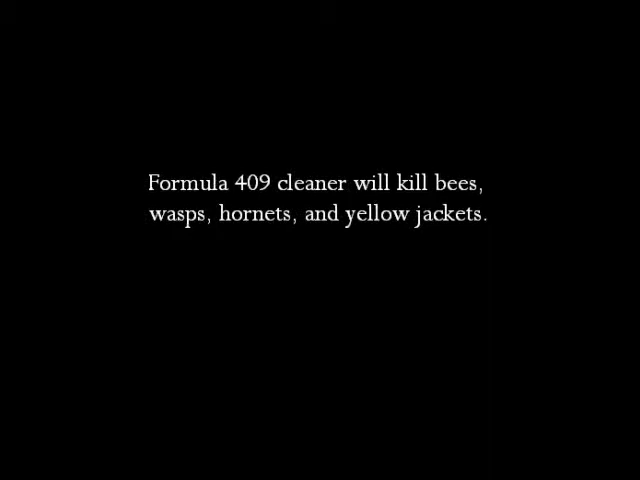 Formula 409 cleaner will kill bees,
wasps, hornets, and yellow jackets.